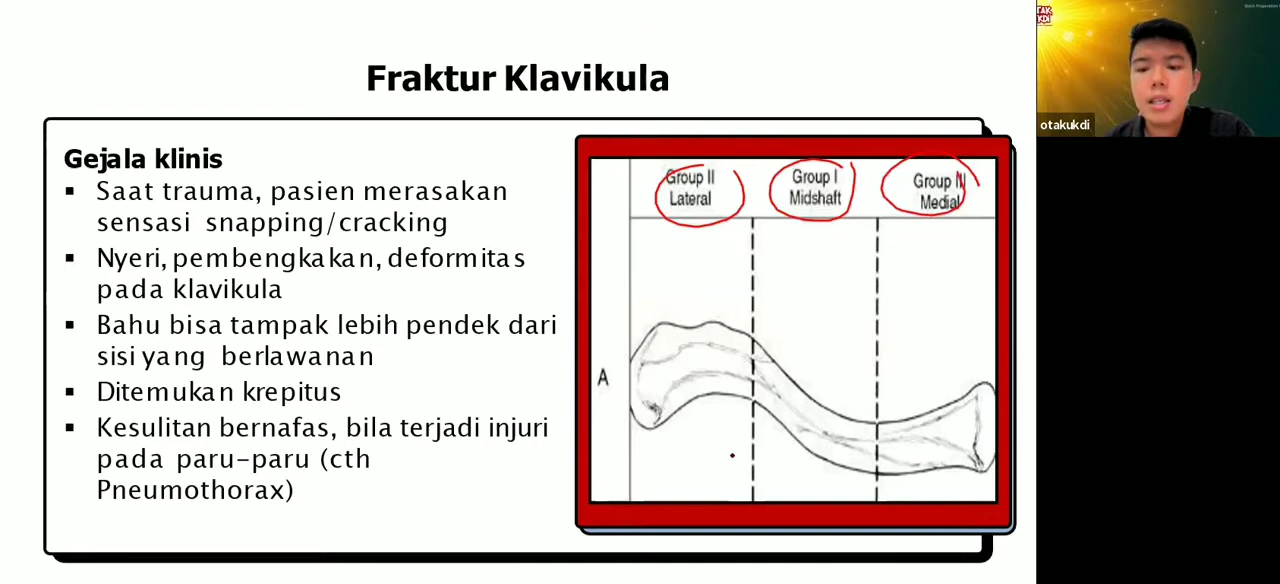 Fraktur Klavikula
Gejala klinis
▪ Saat trauma, pasien merasakan
sensasi snapping/cracking
▪ Nyeri, pembengkakan, deformitas
pada klavikula
▪ Bahu bisa tampak lebih pendek dari
sisi yang berlawanan
▪ Ditemukan krepitus
▪ Kesulitan bernafas, bila terjadi injuri
pada paru-paru (cth
Pneumothorax)
Group II
Lateral
Group I
Midshaft
Group III
Medial
A
otakukdi